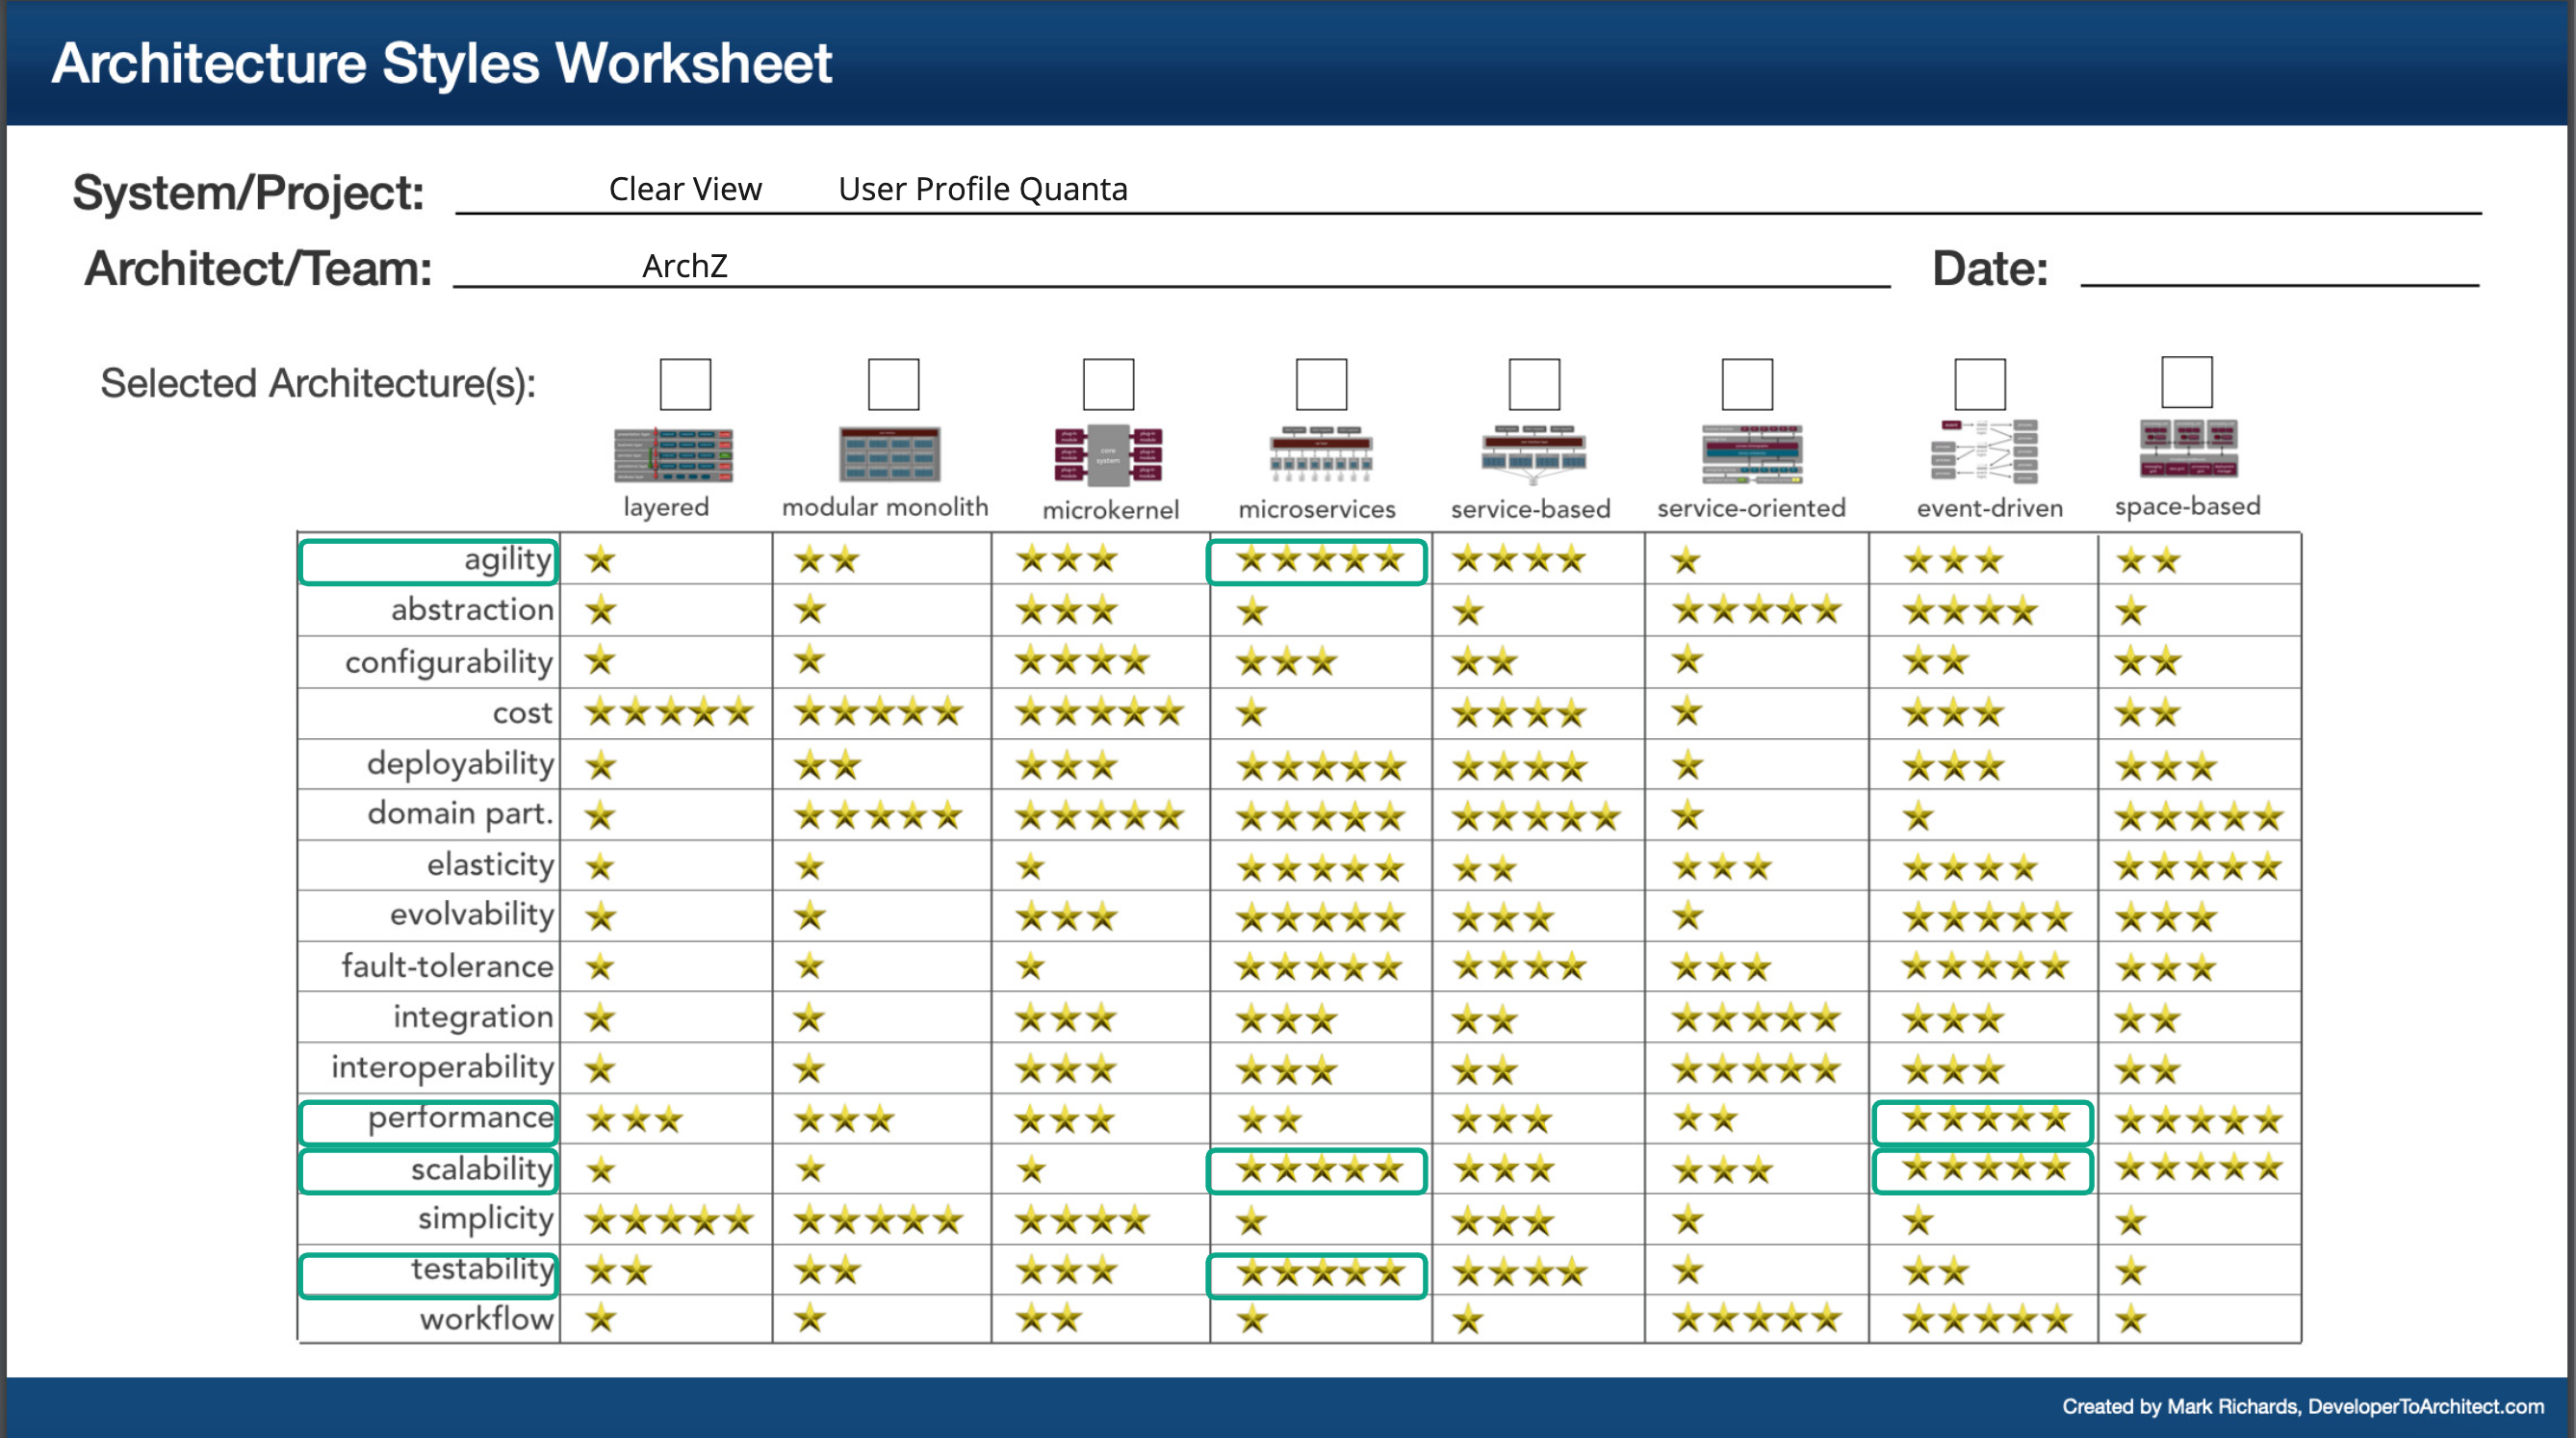 Architecture Styles Worksheet
System/Project: Clear View User Profile Quanta
Architect/Team: ArchZ Date:
Selected Architecture(s):
core
system
layered modular monolith microkernel microservices service-based service-oriented event-driven space-based
agility
abstraction
configurability
cost
deployability
domain part.
elasticity
evolvability
fault-tolerance
integration
interoperability
performance
scalability
simplicity
testability
workflow
Created by Mark Richards, DeveloperToArchitect.com